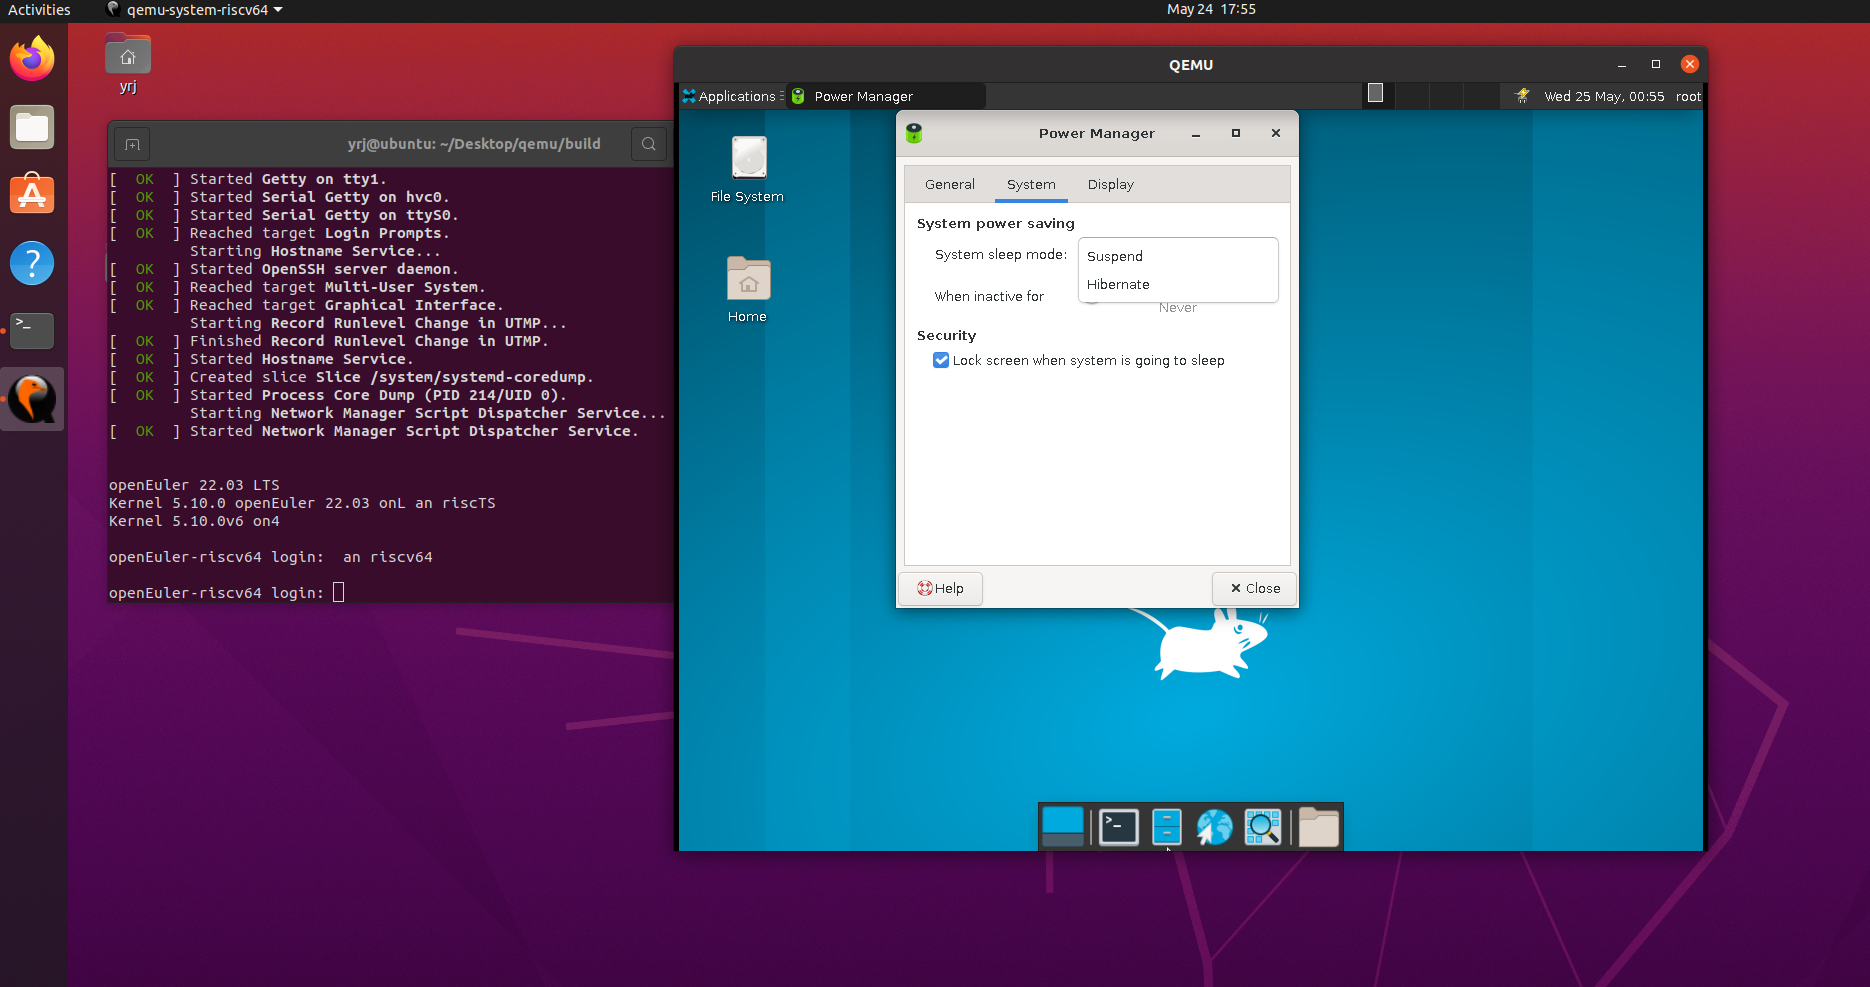 Activities
qemu-system-riscv64
May 24 17:55
yrj
yrj@ubuntu: ~/Desktop/qemu/build
[ OK ] Started Getty on tty1.
[ OK ] Started Serial Getty on hvc0.
[ OK ] Started Serial Getty on ttyS0.
[ OK ] Reached target Login Prompts.
Starting Hostname Service...
[ OK ] Started OpenSSH server daemon.
[ OK ] Reached target Multi-User System.
[ OK ] Reached target Graphical Interface.
Starting Record Runlevel Change in UTMP...
[ OK ] Finished Record Runlevel Change in UTMP.
[ OK ] Started Hostname Service.
[ OK ] Created slice Slice /system/systemd-coredump.
[ OK ] Started Process Core Dump (PID 214/UID 0).
Starting Network Manager Script Dispatcher Service...
[ OK ] Started Network Manager Script Dispatcher Service.
openEuler 22.03 LTS
Kernel 5.10.0 openEuler 22.03 onL an riscTS
Kernel 5.10.0v6 on4
openEuler-riscv64 login:  an riscv64
openEuler-riscv64 login:
QEMU
Applications
Power Manager
Wed 25 May, 00:55
root
File System
Home
Power Manager
General
System
Display
System power saving
System sleep mode:
Suspend
Hibernate
When inactive for
Never
Security
Lock screen when system is going to sleep
Help
Close